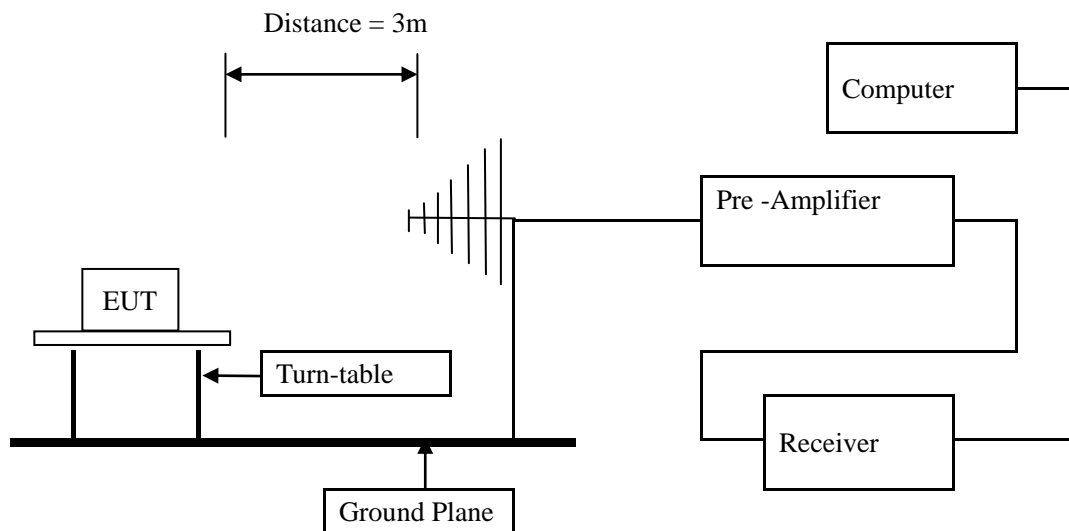 Distance = 3m
Computer
Pre -Amplifier
EUT
Turn-table
Receiver
Ground Plane